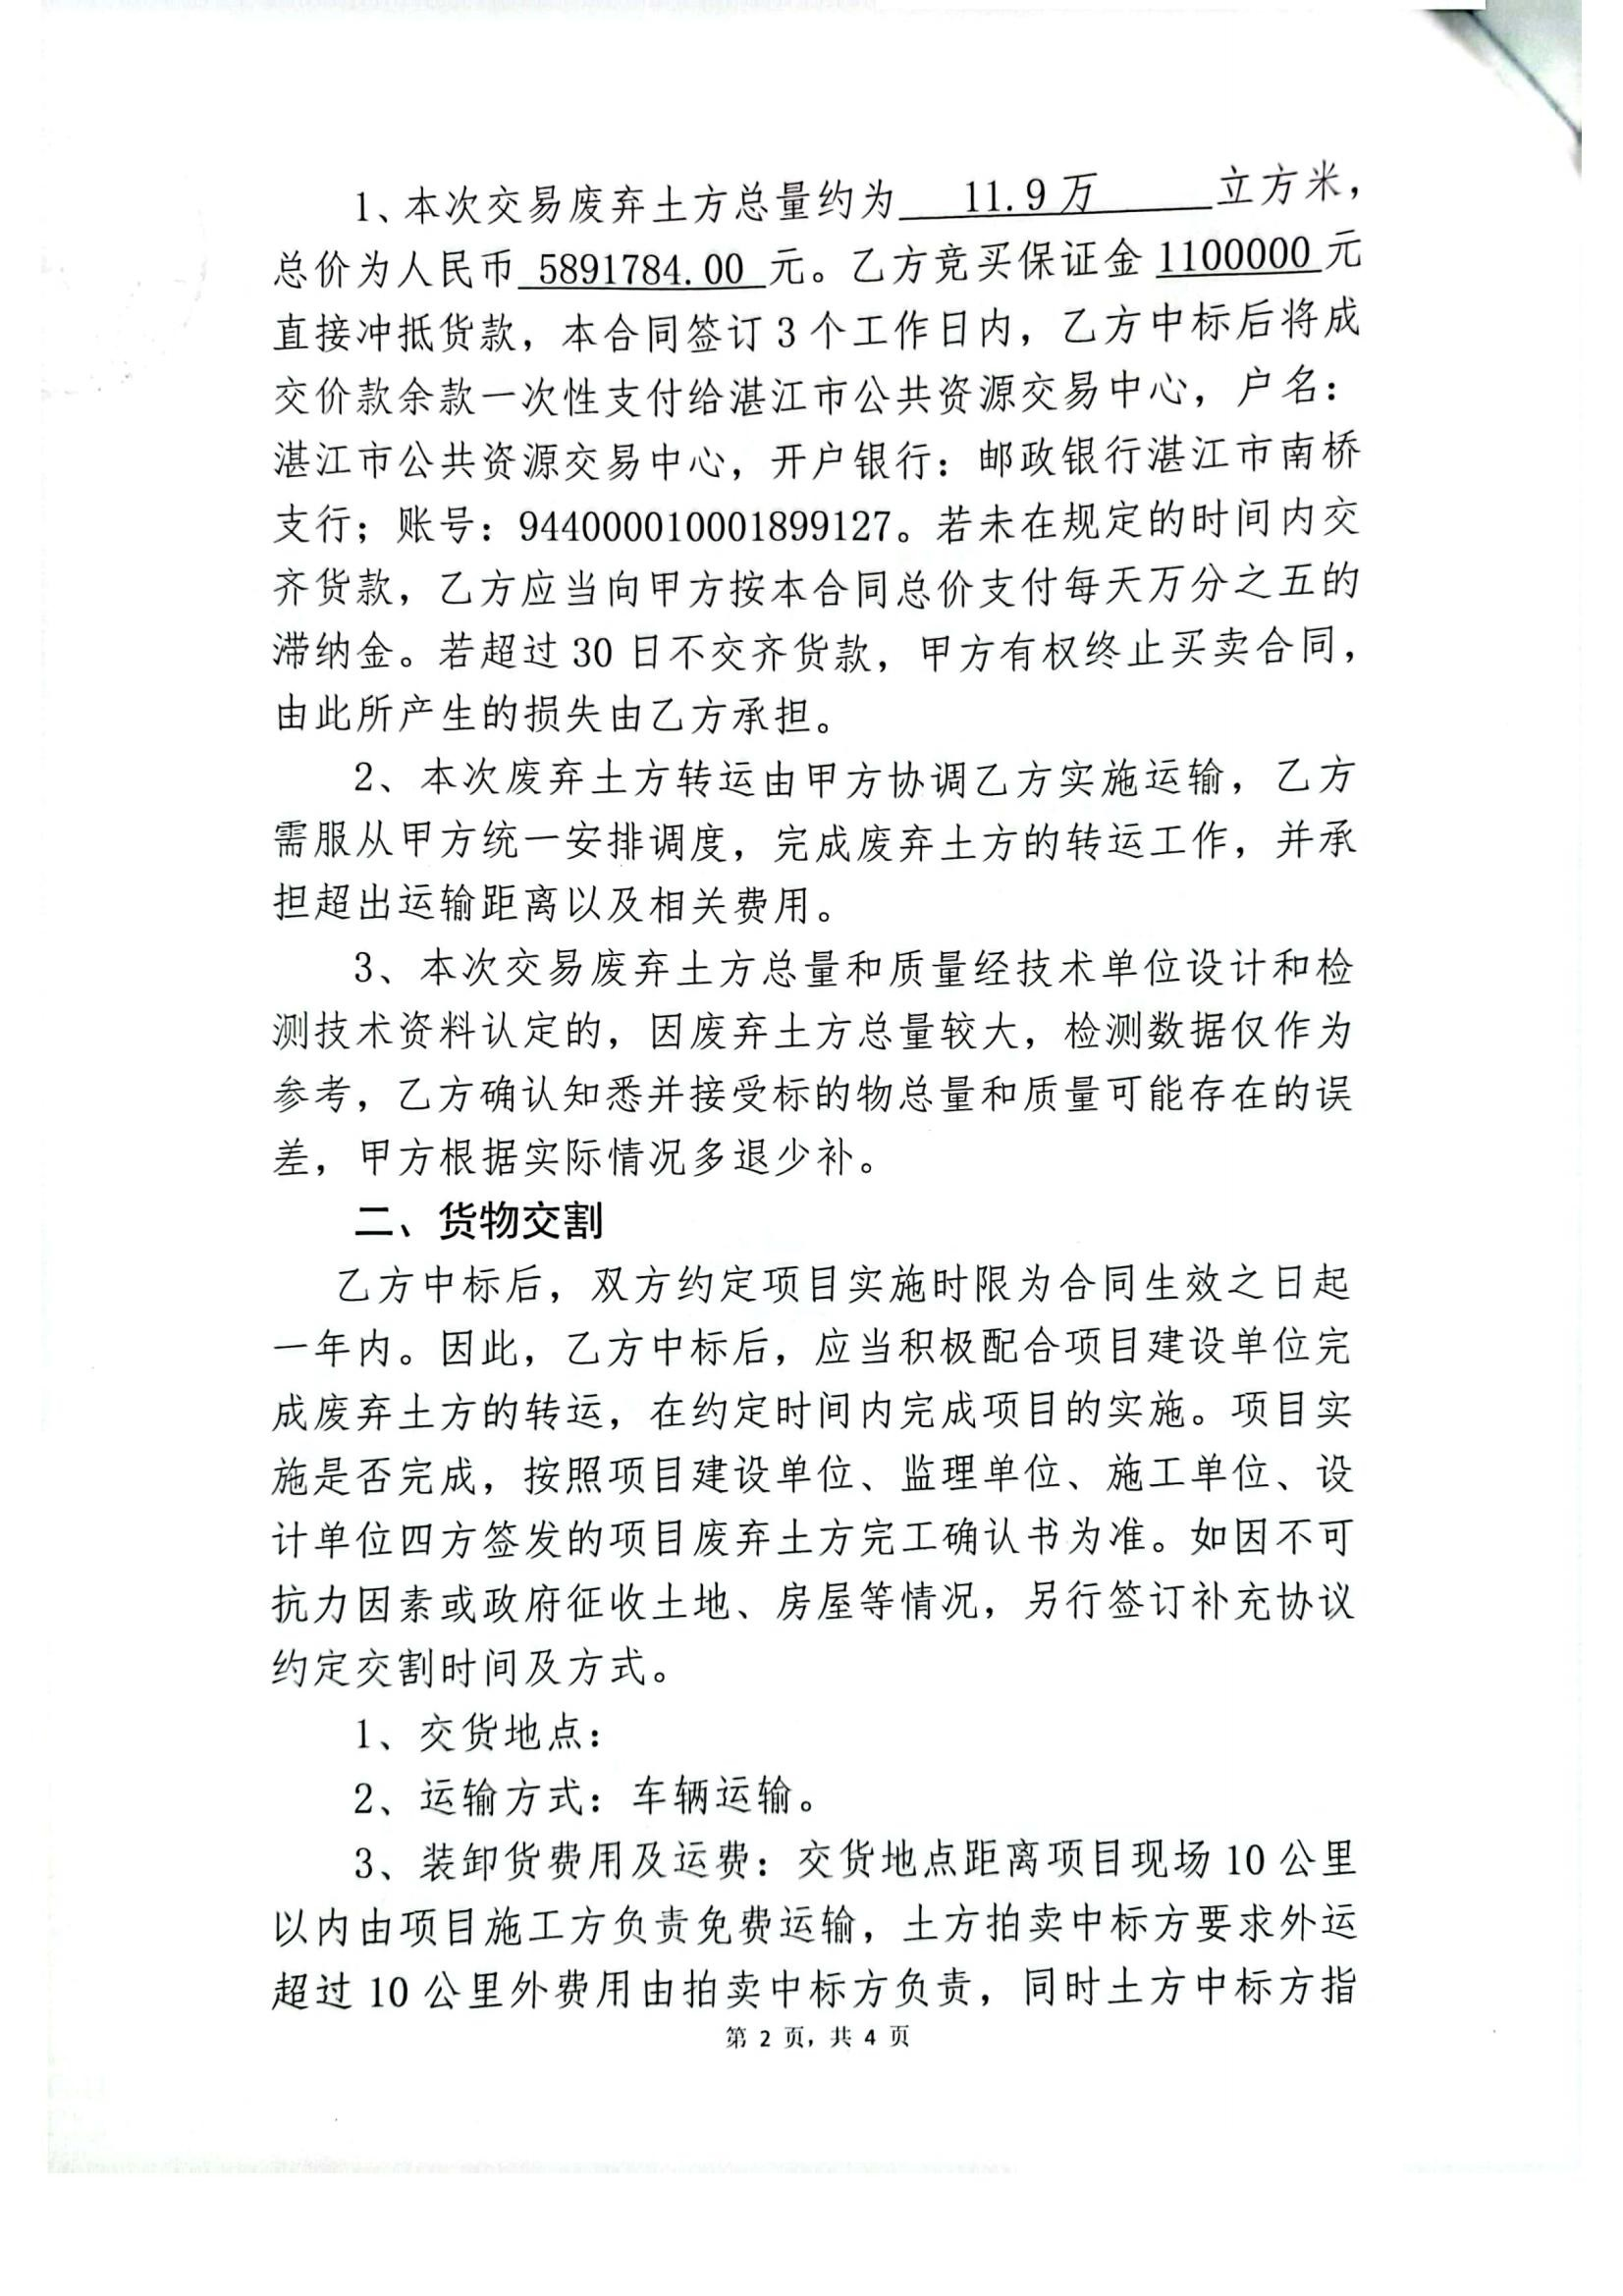 1、本次交易废弃土方总量约为 11.9万 立方米，
总价为人民币 5891784.00 元。乙方竞买保证金 1100000 元
直接冲抵货款，本合同签订3个工作日内，乙方中标后将成
交价款余款一次性支付给湛江市公共资源交易中心，户名：
湛江市公共资源交易中心，开户银行：邮政银行湛江市南桥
支行；账号：944000010001899127。若未在规定的时间内交
齐货款，乙方应当向甲方按本合同总价支付每天万分之五的
滞纳金。若超过30日不交齐货款，甲方有权终止买卖合同，
由此所产生的损失由乙方承担。
2、本次废弃土方转运由甲方协调乙方实施运输，乙方
需服从甲方统一安排调度，完成废弃土方的转运工作，并承
担超出运输距离以及相关费用。
3、本次交易废弃土方总量和质量经技术单位设计和检
测技术资料认定的，因废弃土方总量较大，检测数据仅作为
参考，乙方确认知悉并接受标的物总量和质量可能存在的误
差，甲方根据实际情况多退少补。
二、货物交割
乙方中标后，双方约定项目实施时限为合同生效之日起
一年内。因此，乙方中标后，应当积极配合项目建设单位完
成废弃土方的转运，在约定时间内完成项目的实施。项目实
施是否完成，按照项目建设单位、监理单位、施工单位、设
计单位四方签发的项目废弃土方完工确认书为准。如因不可
抗力因素或政府征收土地、房屋等情况，另行签订补充协议
约定交割时间及方式。
1、交货地点：
2、运输方式：车辆运输。
3、装卸货费用及运费：交货地点距离项目现场10公里
以内由项目施工方负责免费运输，土方拍卖中标方要求外运
超过10公里外费用由拍卖中标方负责，同时土方中标方指
第 2 页，共 4 页